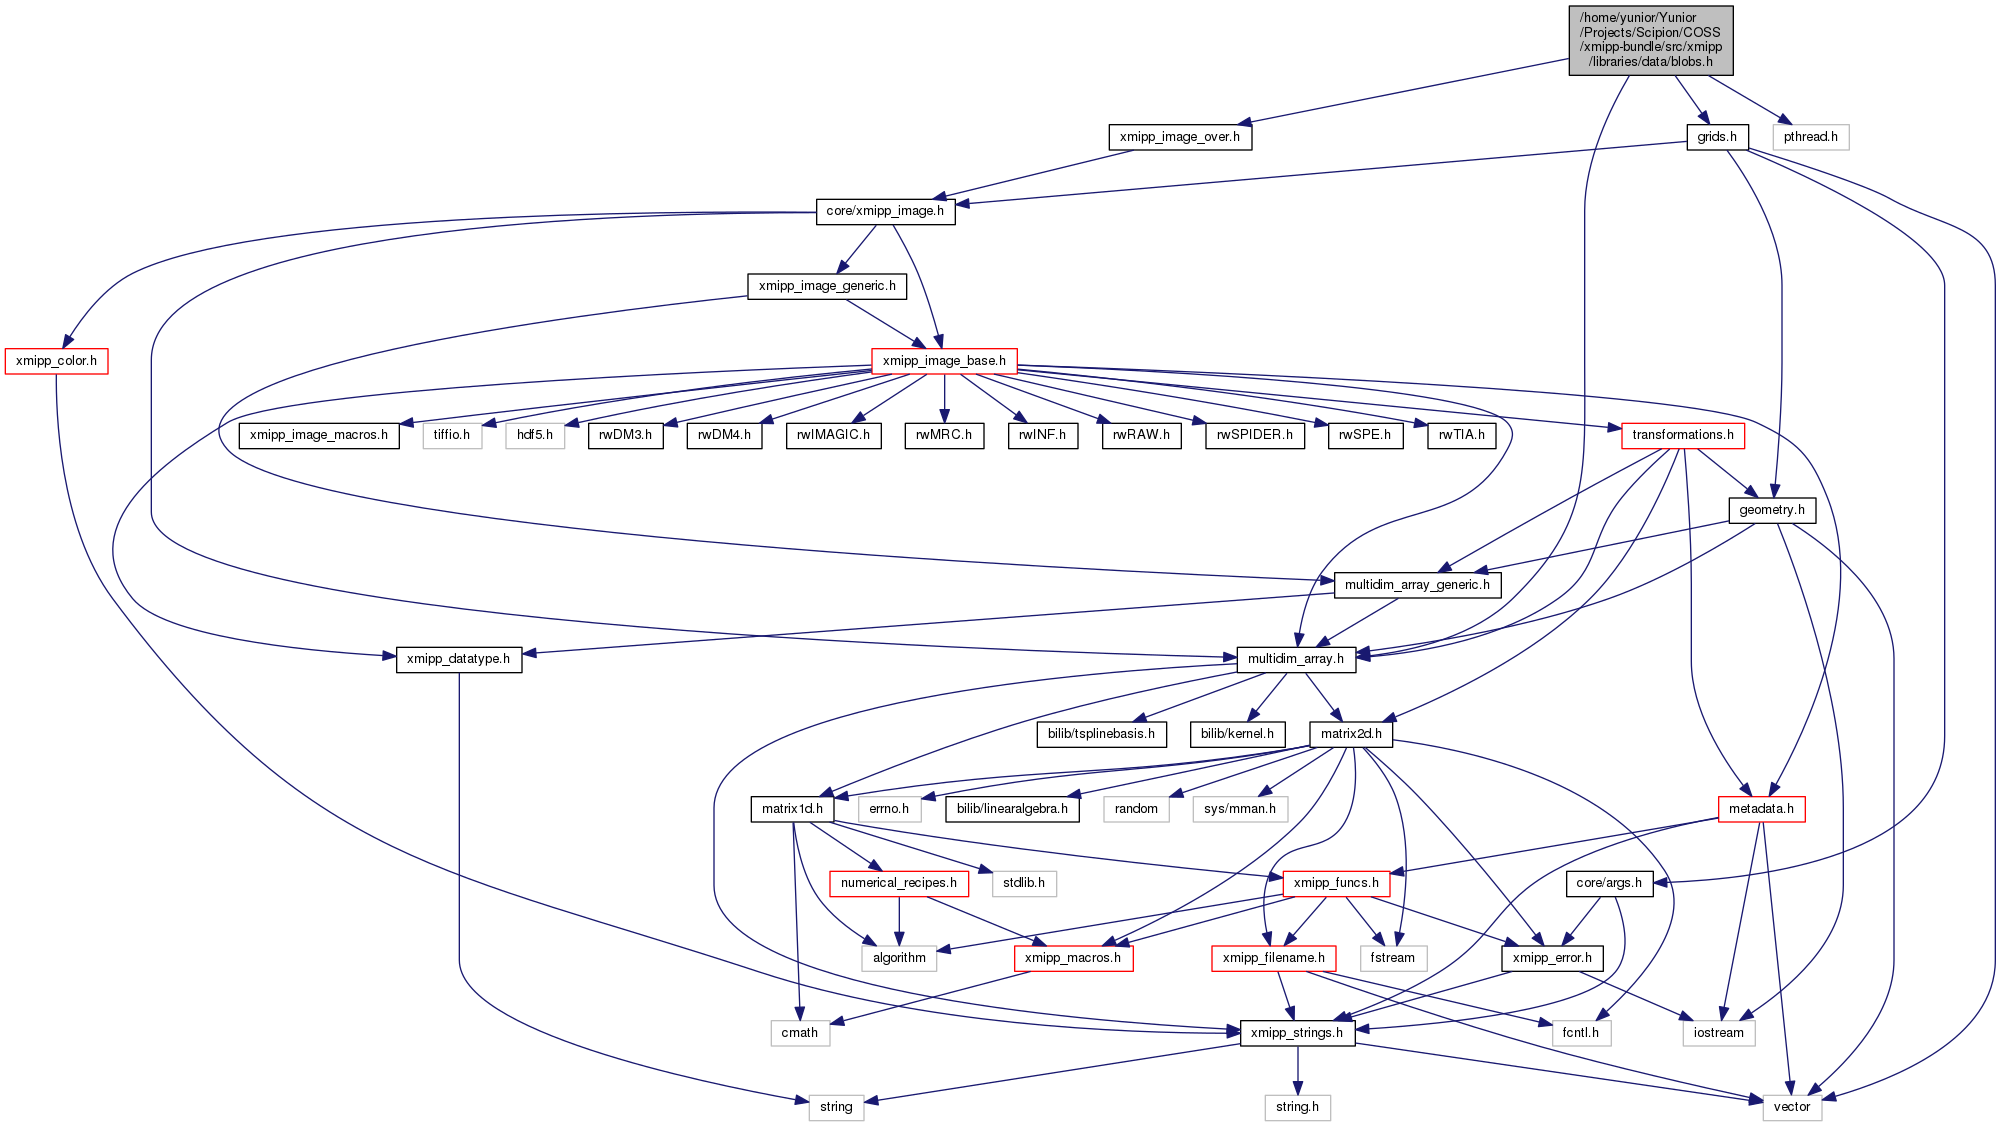 /home/yunior/Yunior
/Projects/Scipion/COSS
/xmipp-bundle/src/xmipp
/libraries/data/blobs.h
xmipp_image_over.h
grids.h
pthread.h
core/xmipp_image.h
xmipp_image_generic.h
xmipp_color.h
xmipp_image_base.h
xmipp_image_macros.h
tiffio.h
hdf5.h
rwDM3.h
rwDM4.h
rwIMAGIC.h
rwMRC.h
rwINF.h
rwRAW.h
rwSPIDER.h
rwSPE.h
rwTIA.h
transformations.h
geometry.h
multidim_array_generic.h
xmipp_datatype.h
multidim_array.h
bilib/tsplinebasis.h
bilib/kernel.h
matrix2d.h
matrix1d.h
errno.h
bilib/linearalgebra.h
random
sys/mman.h
metadata.h
numerical_recipes.h
stdlib.h
xmipp_funcs.h
core/args.h
algorithm
xmipp_macros.h
xmipp_filename.h
fstream
xmipp_error.h
cmath
xmipp_strings.h
fcntl.h
iostream
string
string.h
vector